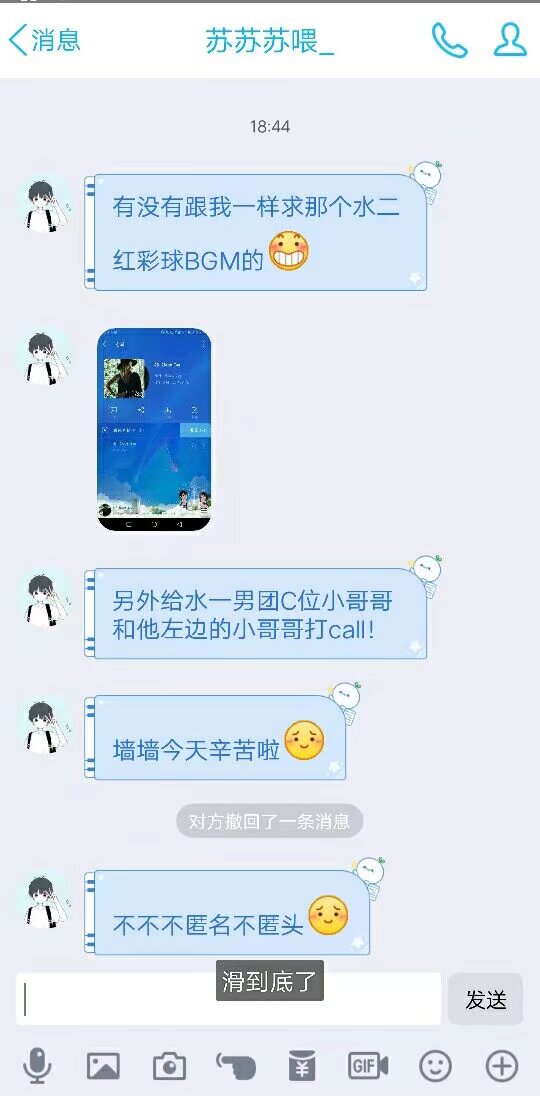 消息
苏苏苏喂_
18:44
有没有跟我一样求那个水二
红彩球BGM的
另外给水一男团C位小哥哥
和他左边的小哥哥打call!
墙墙今天辛苦啦
对方撤回了一条消息
不不不匿名不匿头
滑到底了
发送
GIF